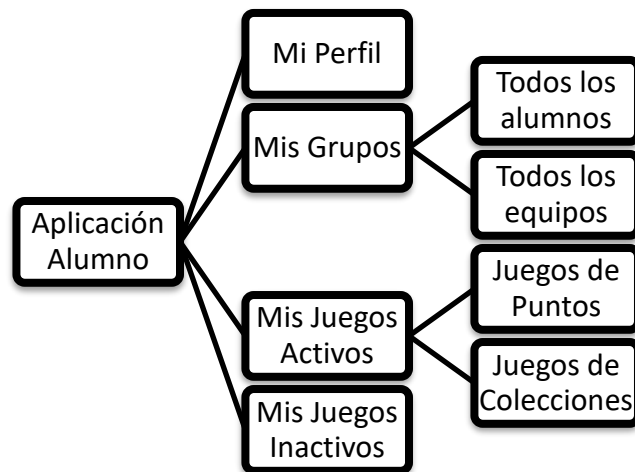 Aplicación
Alumno
Mi Perfil
Mis Grupos
Todos los
alumnos
Todos los
equipos
Mis Juegos
Activos
Juegos de
Puntos
Juegos de
Colecciones
Mis Juegos
Inactivos